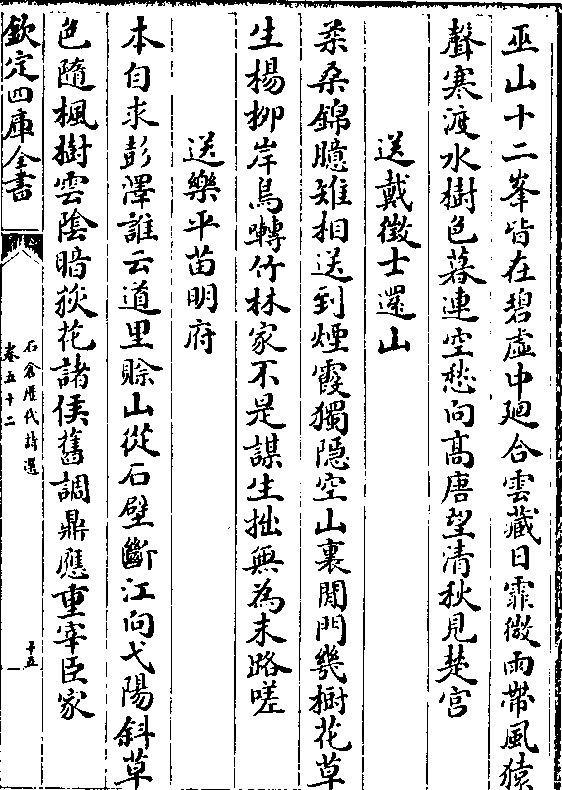 巫山十二峯皆在碧虚中廻合雲藏日霏微雨帶風猿
聲寒渡水樹色暮連空愁向髙唐望清秋見楚宫
送戴徵士還山
柔桑錦臆雉相送到煙霞獨隐空山裏閒門幾樹花草
生楊柳岸鳥囀竹林家不是謀生拙無為末路嗟
送樂平苗明府
本自求彭澤誰云道里賖山從石壁斷江向弋陽斜草
色隨楓樹雲陰暗荻花諸侯舊調鼎應重宰臣家
欽定四庫全書
石倉歴代詩選
卷五十二
十五